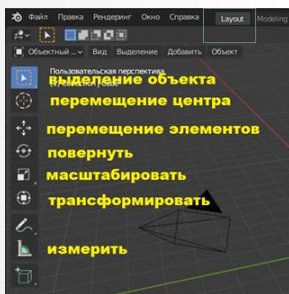 Файл Правка Рендеринг Окно Справка Layout Modeling
Объектный ... Вид Выделение Добавить Объект
Пользовательская перспектива
выделение объекта
перемещение центра
перемещение элементов
повернуть
масштабировать
трансформировать
измерить